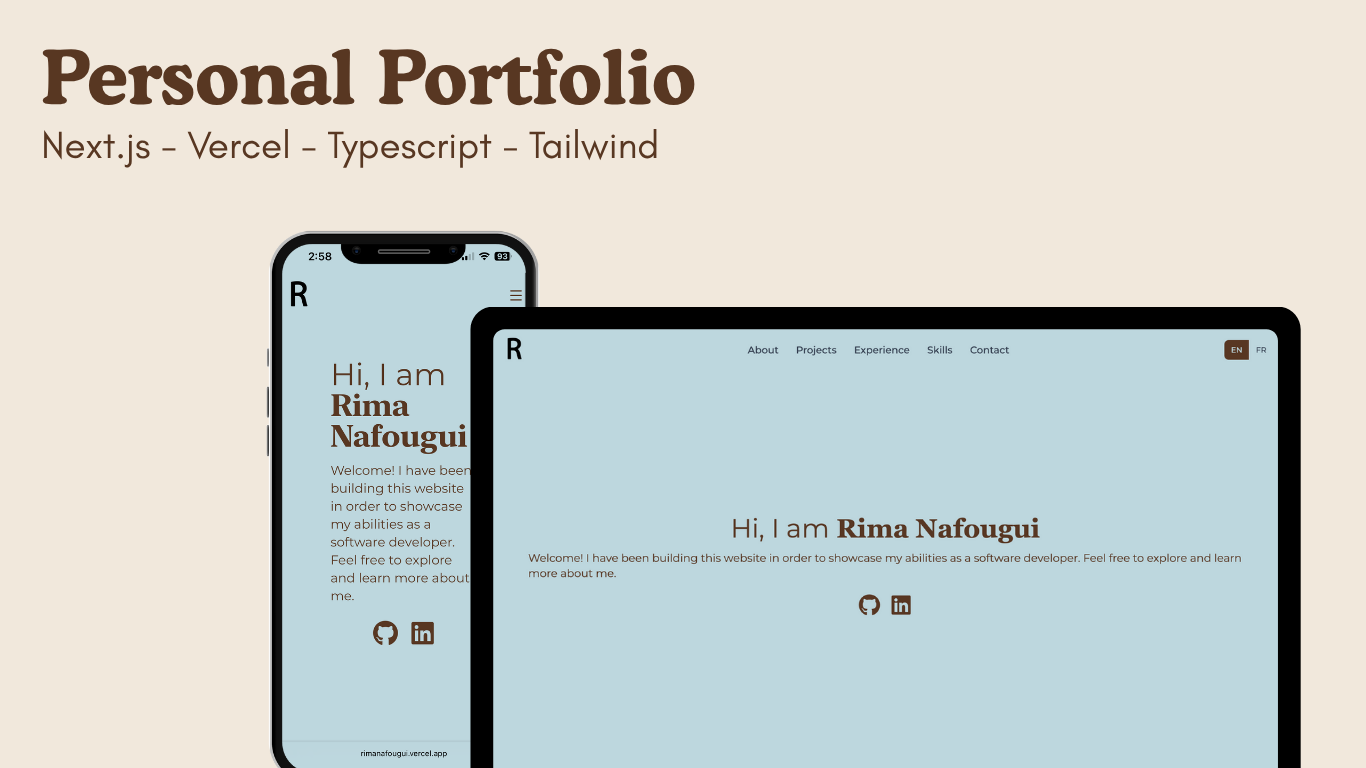 Personal Portfolio
Next.js - Vercel - Typescript - Tailwind
2:58
93
R
Hi, I am
Rima
Nafougui
Welcome! I have been
building this website
in order to showcase
my abilities as a
software developer.
Feel free to explore
and learn more about
me.
in
rimanafougui.vercel.app
R
About Projects Experience Skills Contact
EN FR
Hi, I am Rima Nafougui
Welcome! I have been building this website in order to showcase my abilities as a software developer. Feel free to explore and learn
more about me.
in